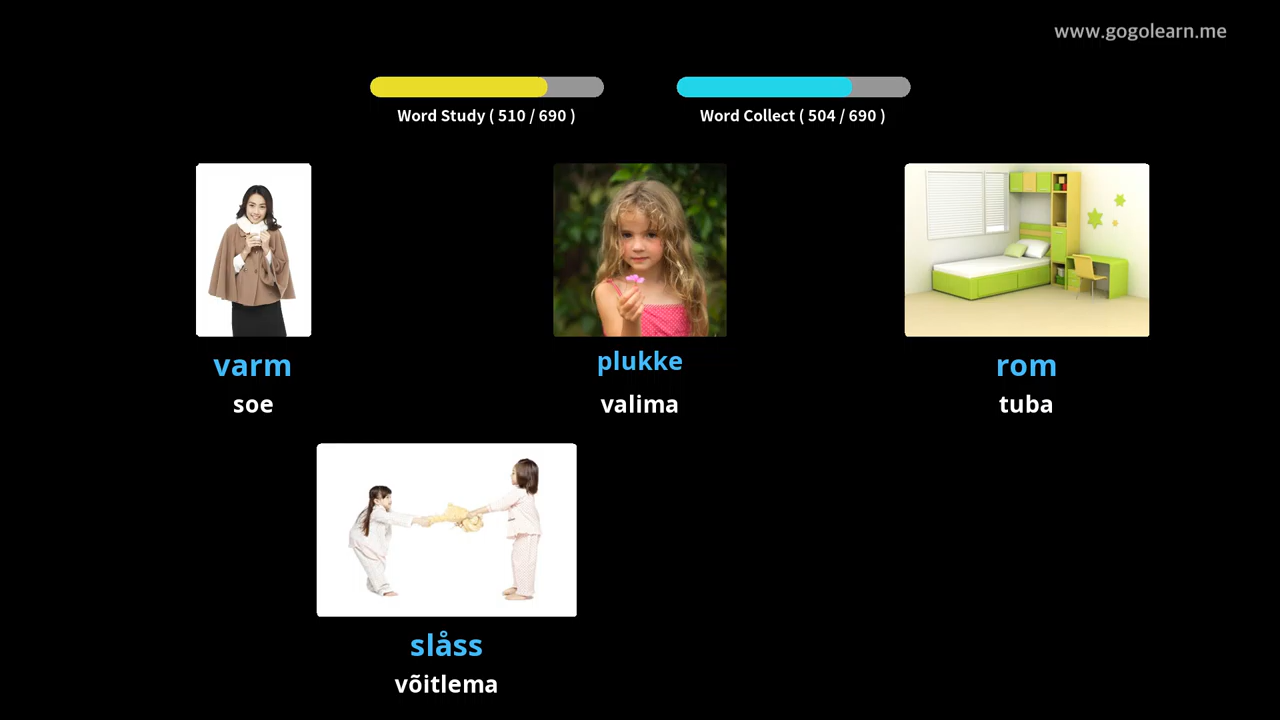 www.gogolearn.me
Word Study ( 510 / 690 )
Word Collect ( 504 / 690 )
varm
soe
plukke
valima
rom
tuba
slåss
võitlema